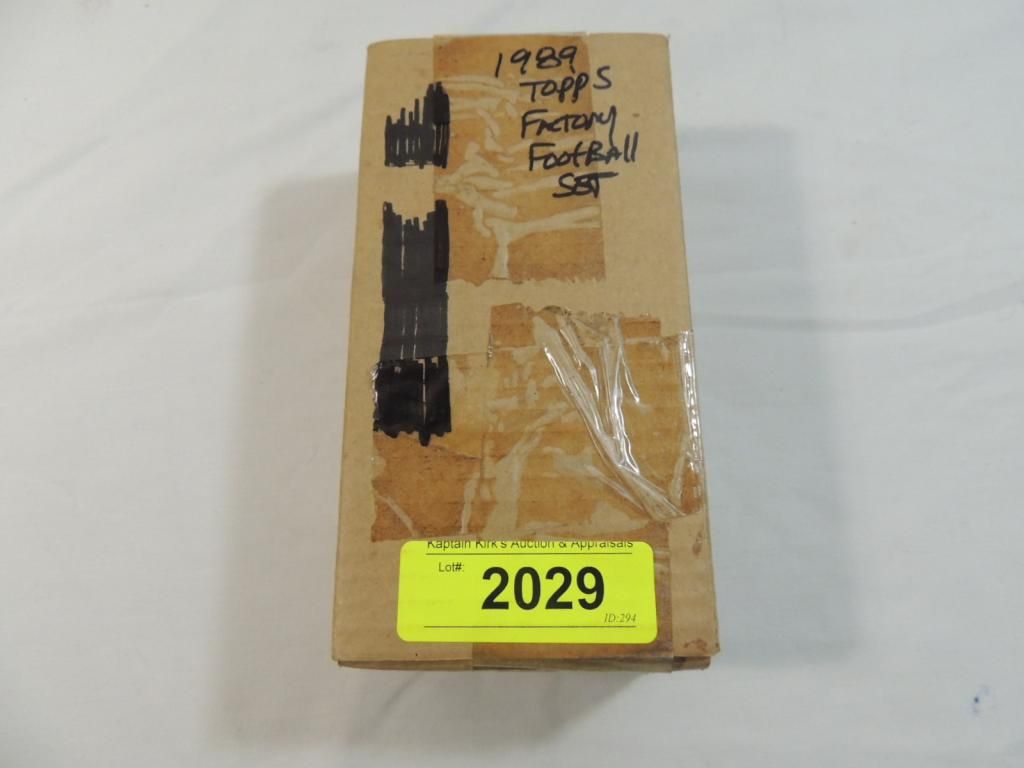 1989
TOPPS
FACTORY
FOOTBALL
SET
Kaptain Kirk's Auction & Appraisals
Lot#: 2029
ID:294